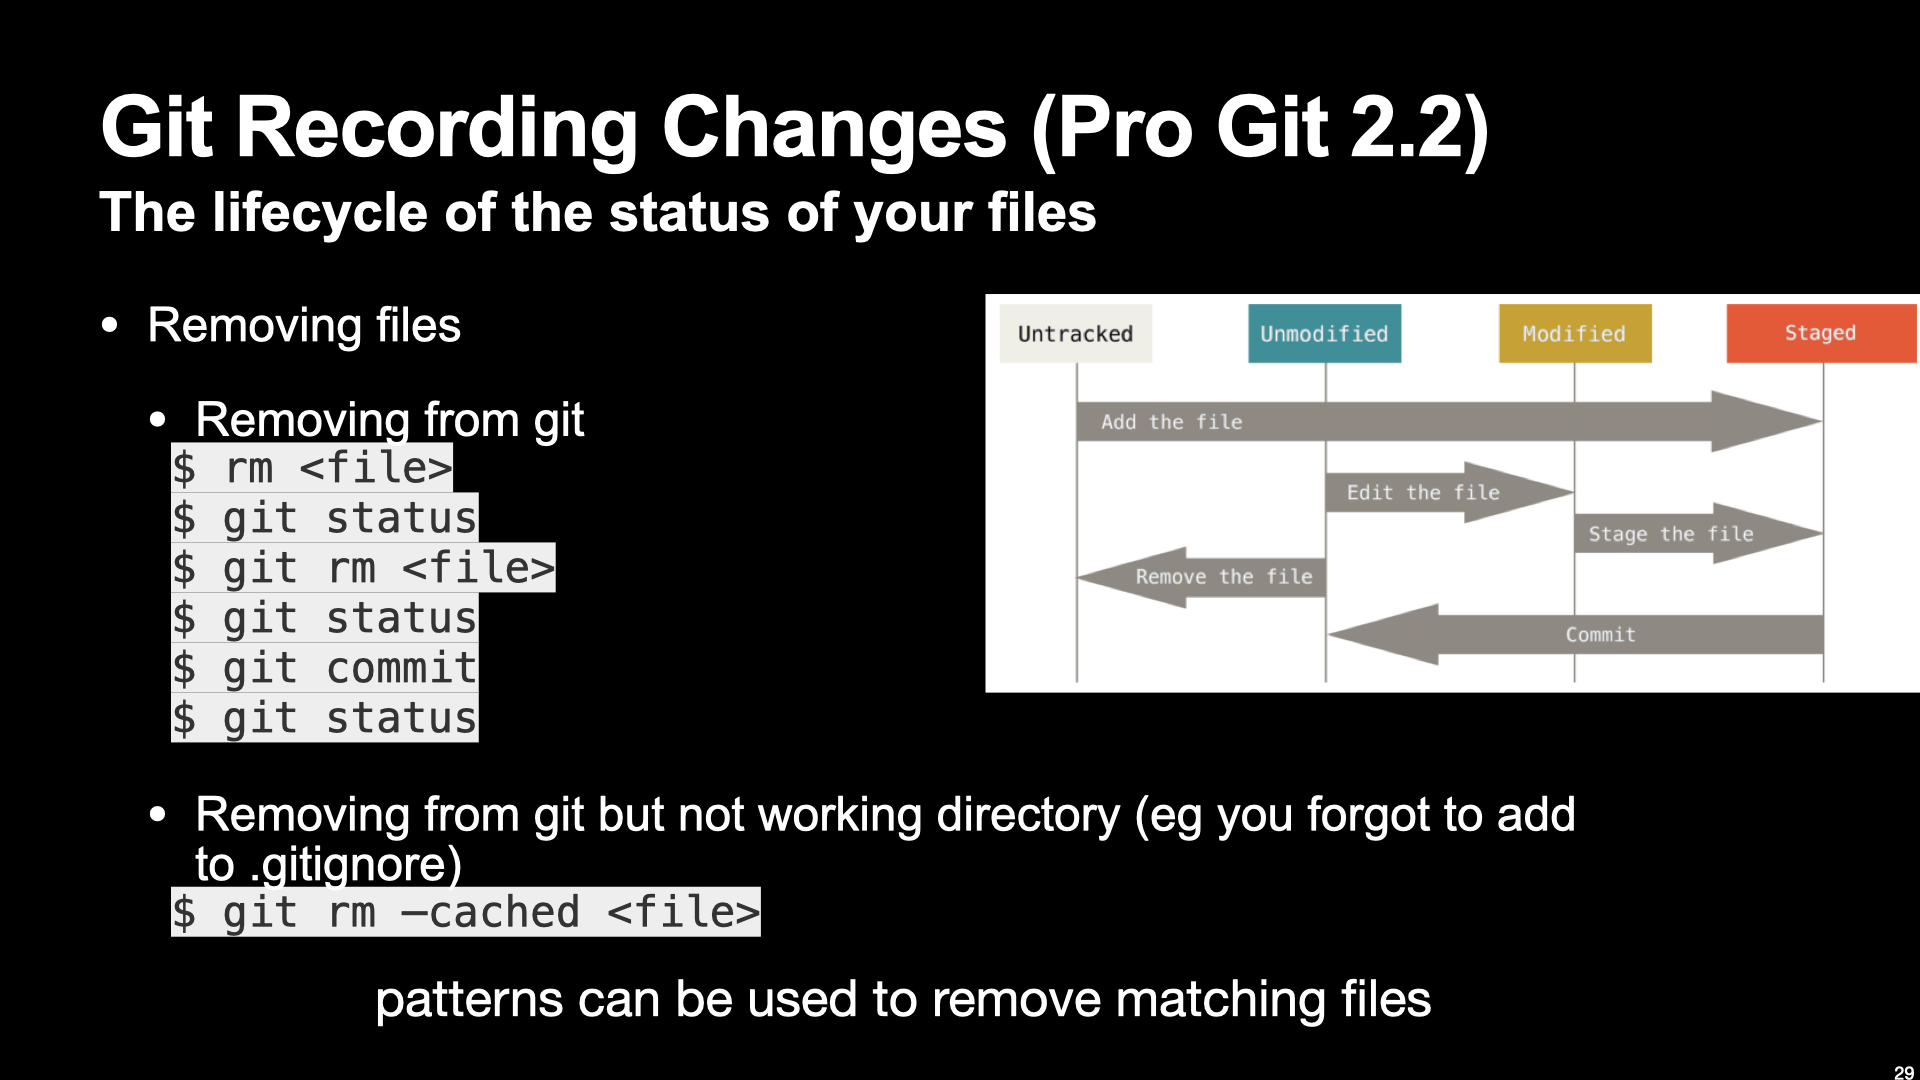 Git Recording Changes (Pro Git 2.2)
The lifecycle of the status of your files
• Removing files
• Removing from git
$ rm <file>
$ git status
$ git rm <file>
$ git status
$ git commit
$ git status
• Removing from git but not working directory (eg you forgot to add
to .gitignore)
$ git rm —cached <file>
patterns can be used to remove matching files
Untracked
Unmodified
Modified
Staged
Add the file
Edit the file
Stage the file
Remove the file
Commit
29